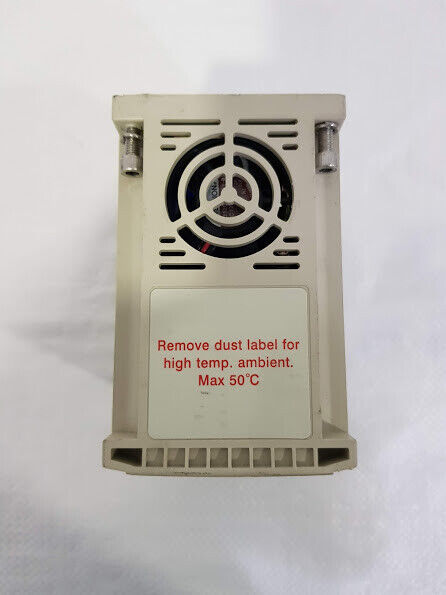 Remove dust label for
high temp. ambient.
Max 50°C